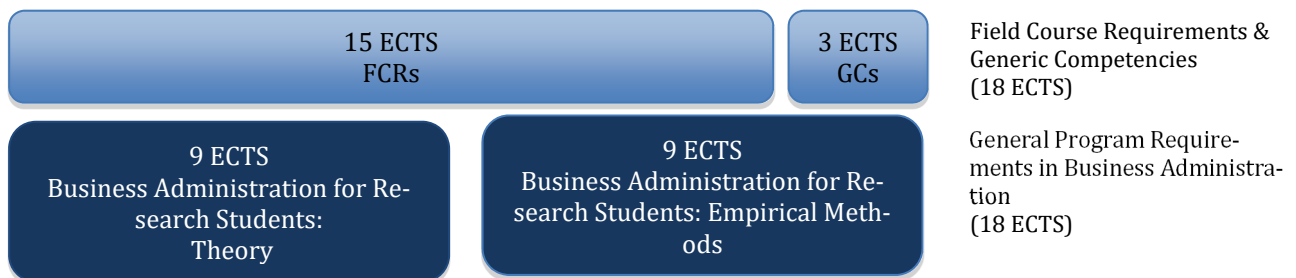 15 ECTS
FCRs
3 ECTS
GCs
Field Course Requirements &
Generic Competencies
(18 ECTS)
9 ECTS
Business Administration for Re-
search Students:
Theory
9 ECTS
Business Administration for Re-
search Students: Empirical Meth-
ods
General Program Require-
ments in Business Administra-
tion
(18 ECTS)